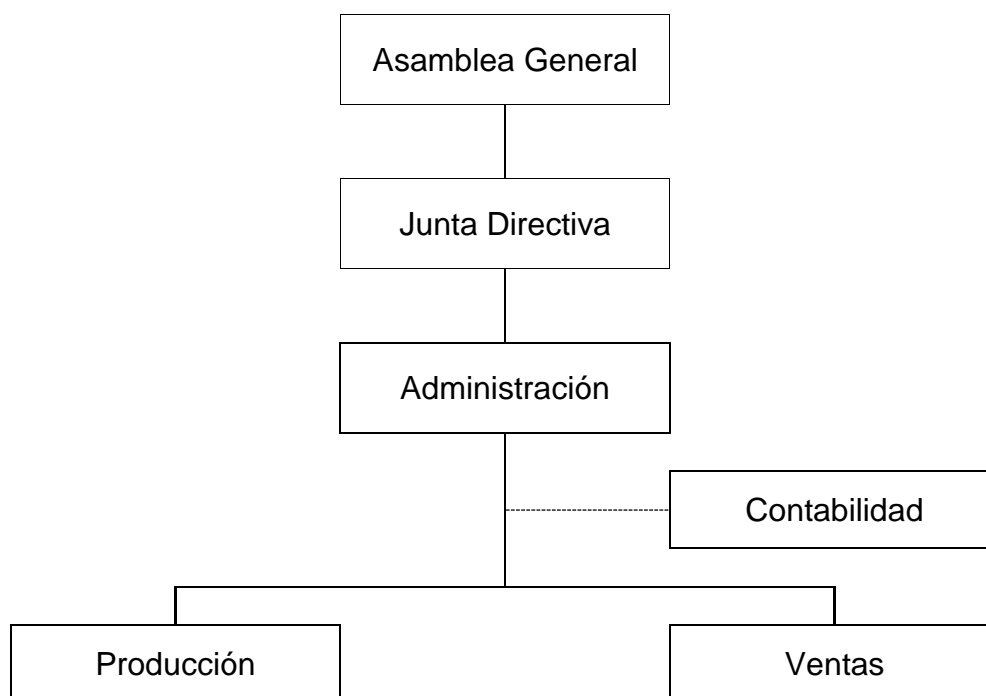 Asamblea General
Junta Directiva
Administración
Contabilidad
Producción
Ventas